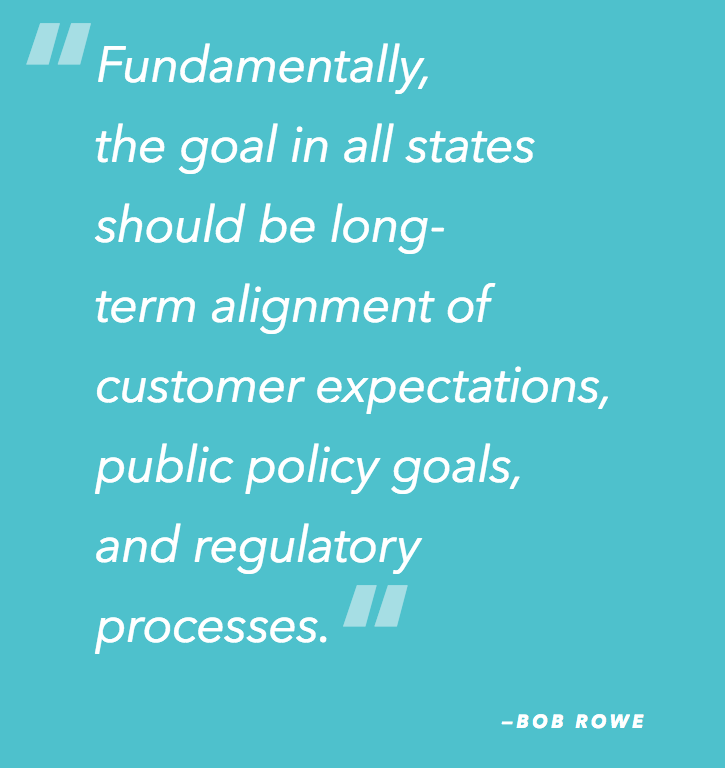 "Fundamentally,
the goal in all states
should be long-
term alignment of
customer expectations,
public policy goals,
and regulatory
processes."
–BOB ROWE